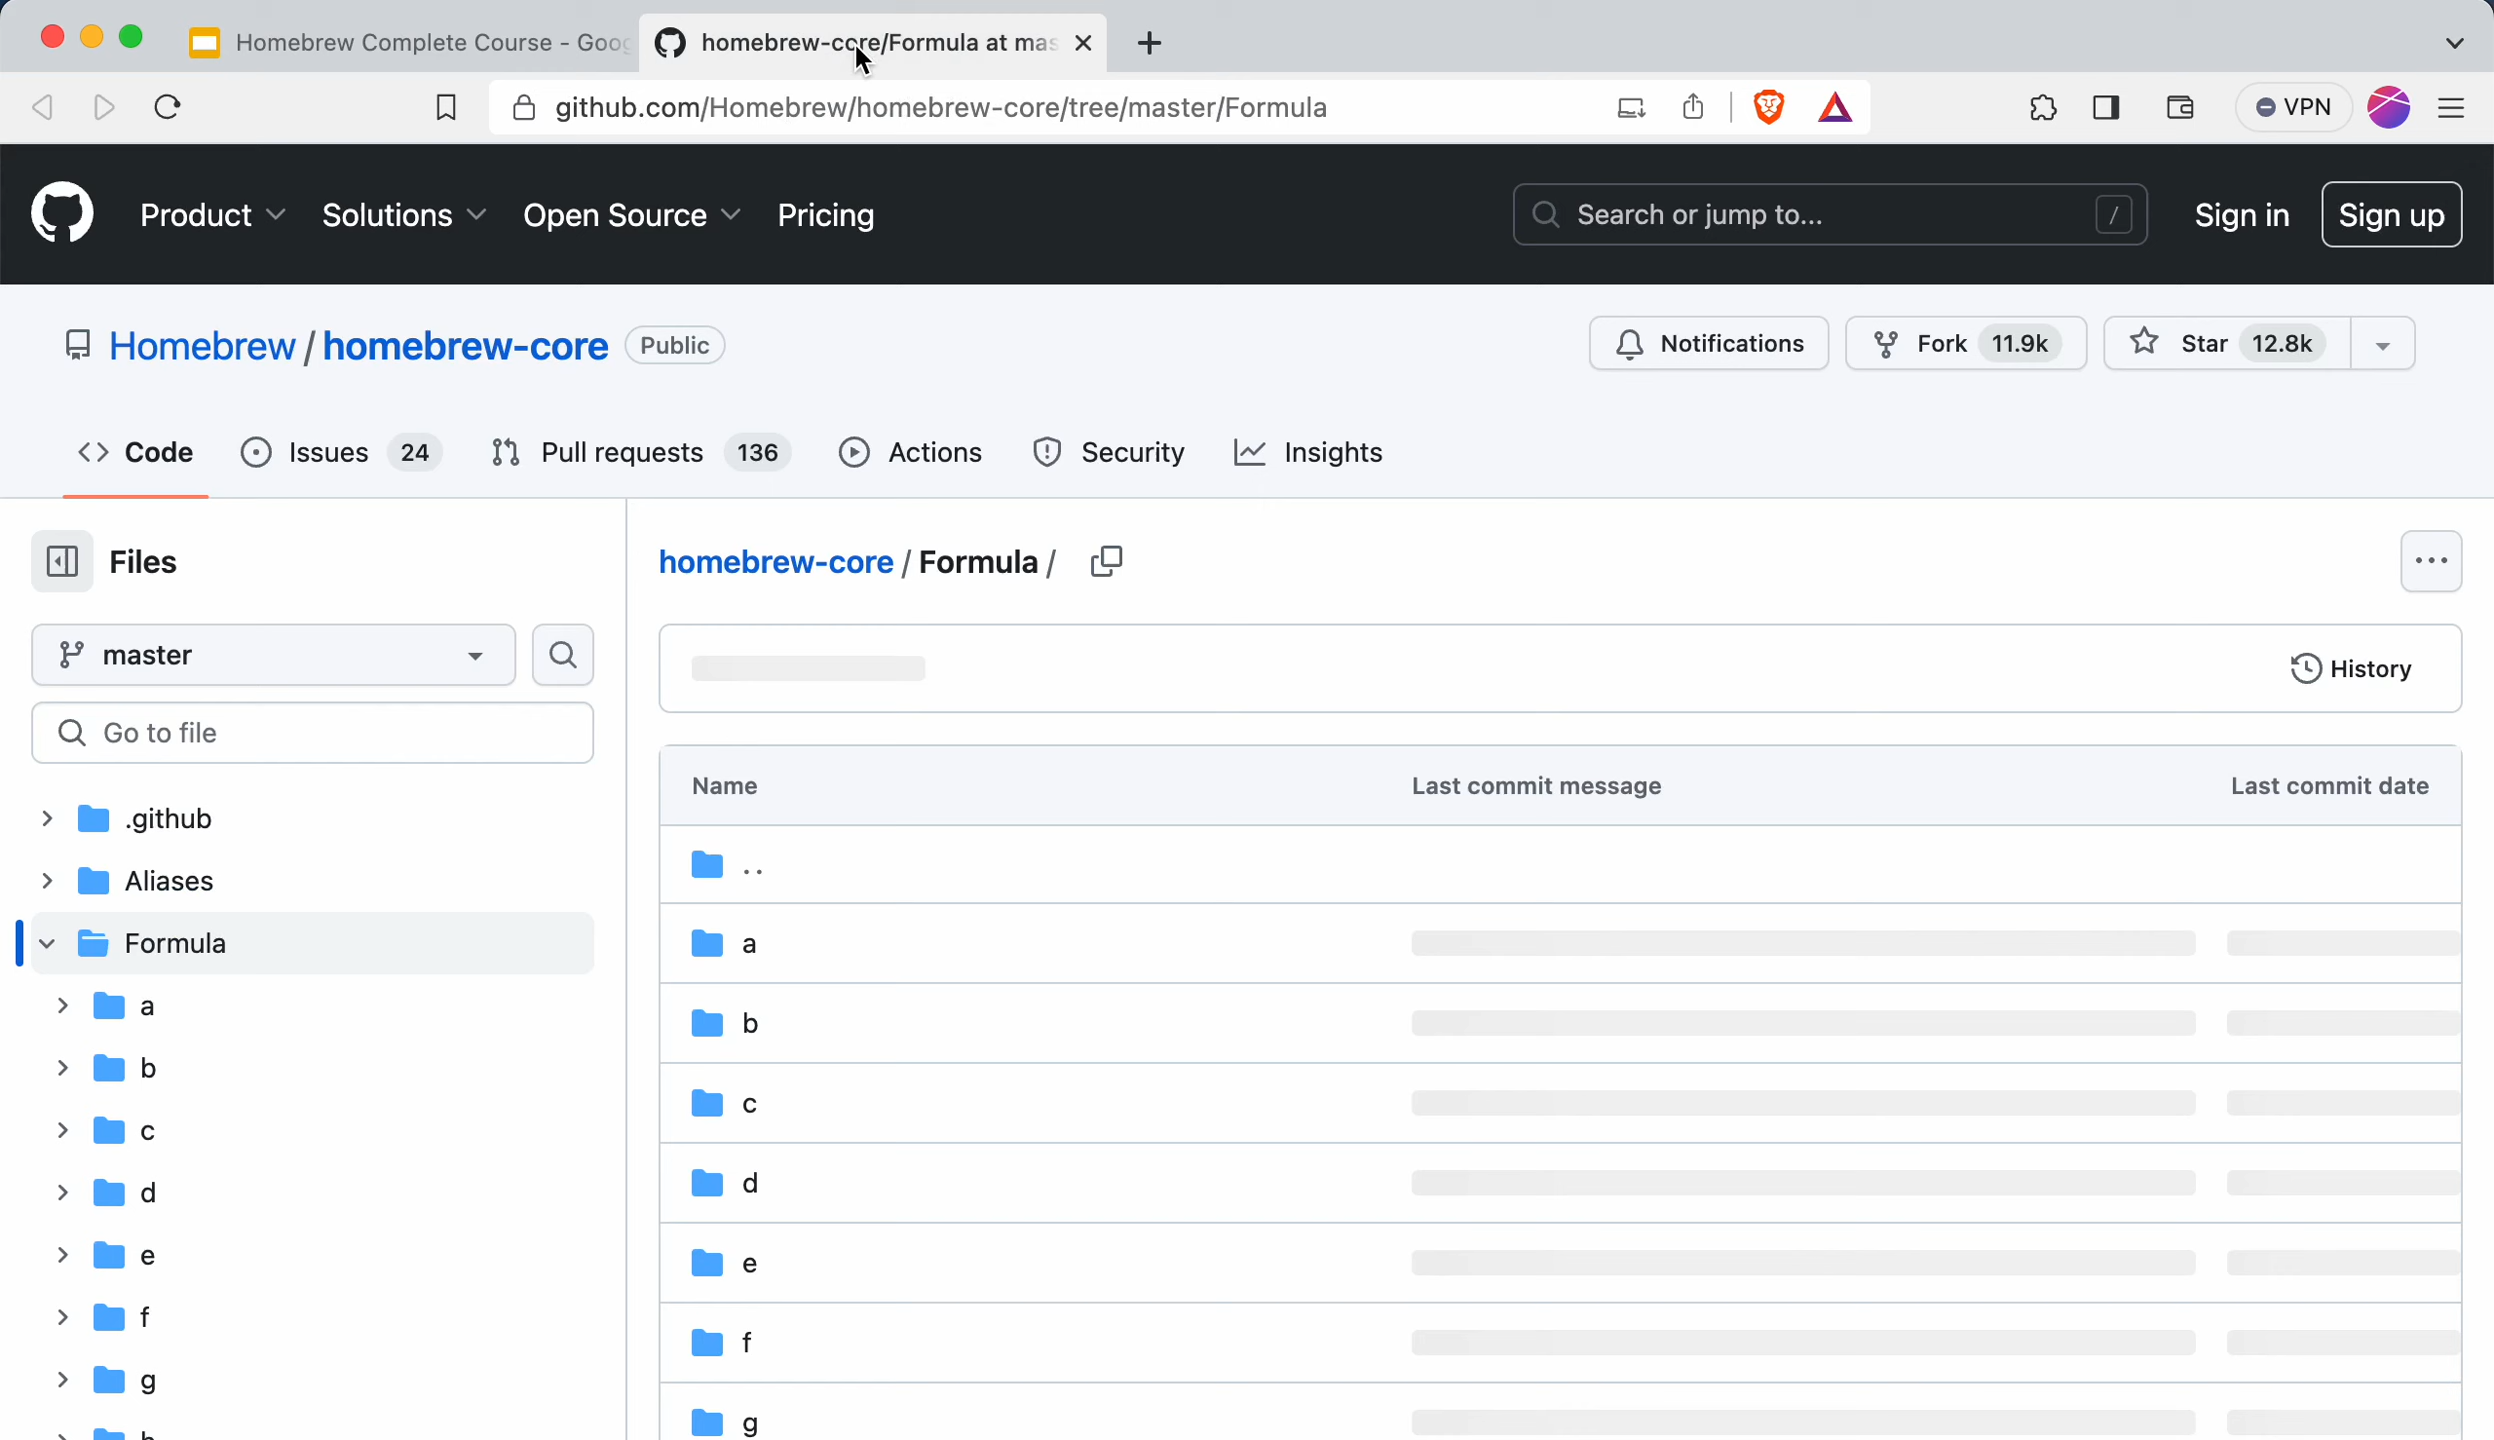 Homebrew Complete Course - Goog
homebrew-core/Formula at mas
github.com/Homebrew/homebrew-core/tree/master/Formula
VPN
Product
Solutions
Open Source
Pricing
Search or jump to...
/
Sign in
Sign up
Homebrew / homebrew-core
Public
Notifications
Fork 11.9k
Star 12.8k
Code
Issues 24
Pull requests 136
Actions
Security
Insights
Files
master
Go to file
.github
Aliases
Formula
a
b
c
d
e
f
g
homebrew-core / Formula /
History
Name
Last commit message
Last commit date
..
a
b
c
d
e
f
g